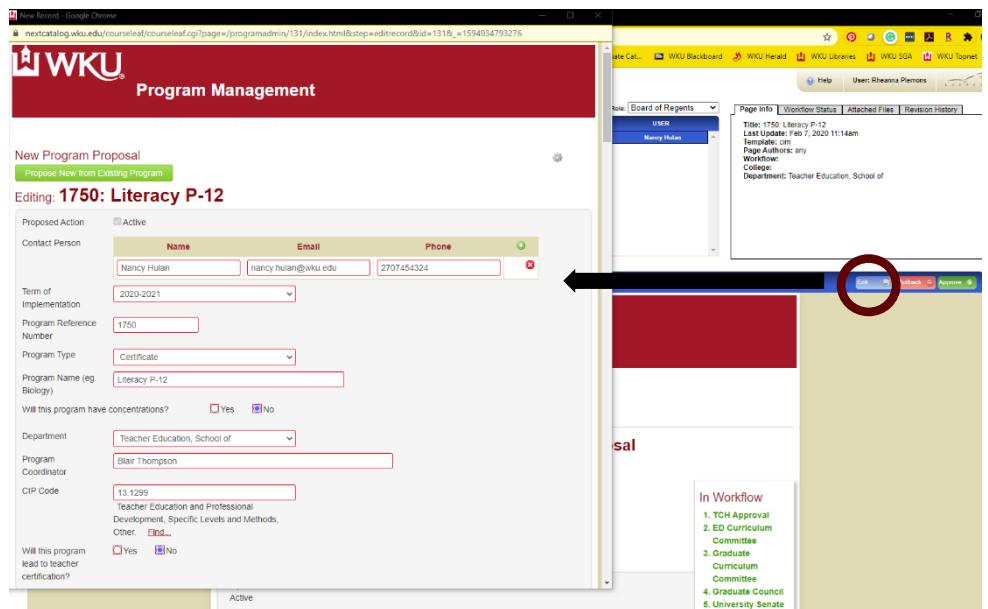 New Record - Google Chrome
nextcatalog.wku.edu/courseleaf/courseleaf.cgi?page=/programadmin/131/index.html&step=editrecord&id=131&_=1594934793276
WKU
Program Management
New Program Proposal
Propose New from Existing Program
Editing: 1750: Literacy P-12
Proposed Action
Active
Contact Person
Name Email Phone
Nancy Hulan nancy.hulan@wku.edu 2707454324
Term of
Implementation
2020-2021
Program Reference
Number
1750
Program Type
Certificate
Program Name (eg.
Biology)
Literacy P-12
Will this program have concentrations? Yes No
Department
Teacher Education, School of
Program
Coordinator
Blair Thompson
CIP Code
13.1299
Teacher Education and Professional
Development, Specific Levels and Methods,
Other. Find...
Will this program
lead to teacher
certification?
Yes No
Active
ate Cat... WKU Blackboard WKU Herald WKU Libraries WKU SGA WKU Topnet
Help User: Rheanna Plemons
Role: Board of Regents
USER
Nancy Hulan
Page Info Workflow Status Attached Files Revision History
Title: 1750: Literacy P-12
Last Update: Feb 7, 2020 11:14am
Template: cim
Page Authors: any
Workflow:
College:
Department: Teacher Education, School of
Edit Rollback Approve
sal
In Workflow
1. TCH Approval
2. ED Curriculum
Committee
3. Graduate
Curriculum
Committee
4. Graduate Council
5. University Senate